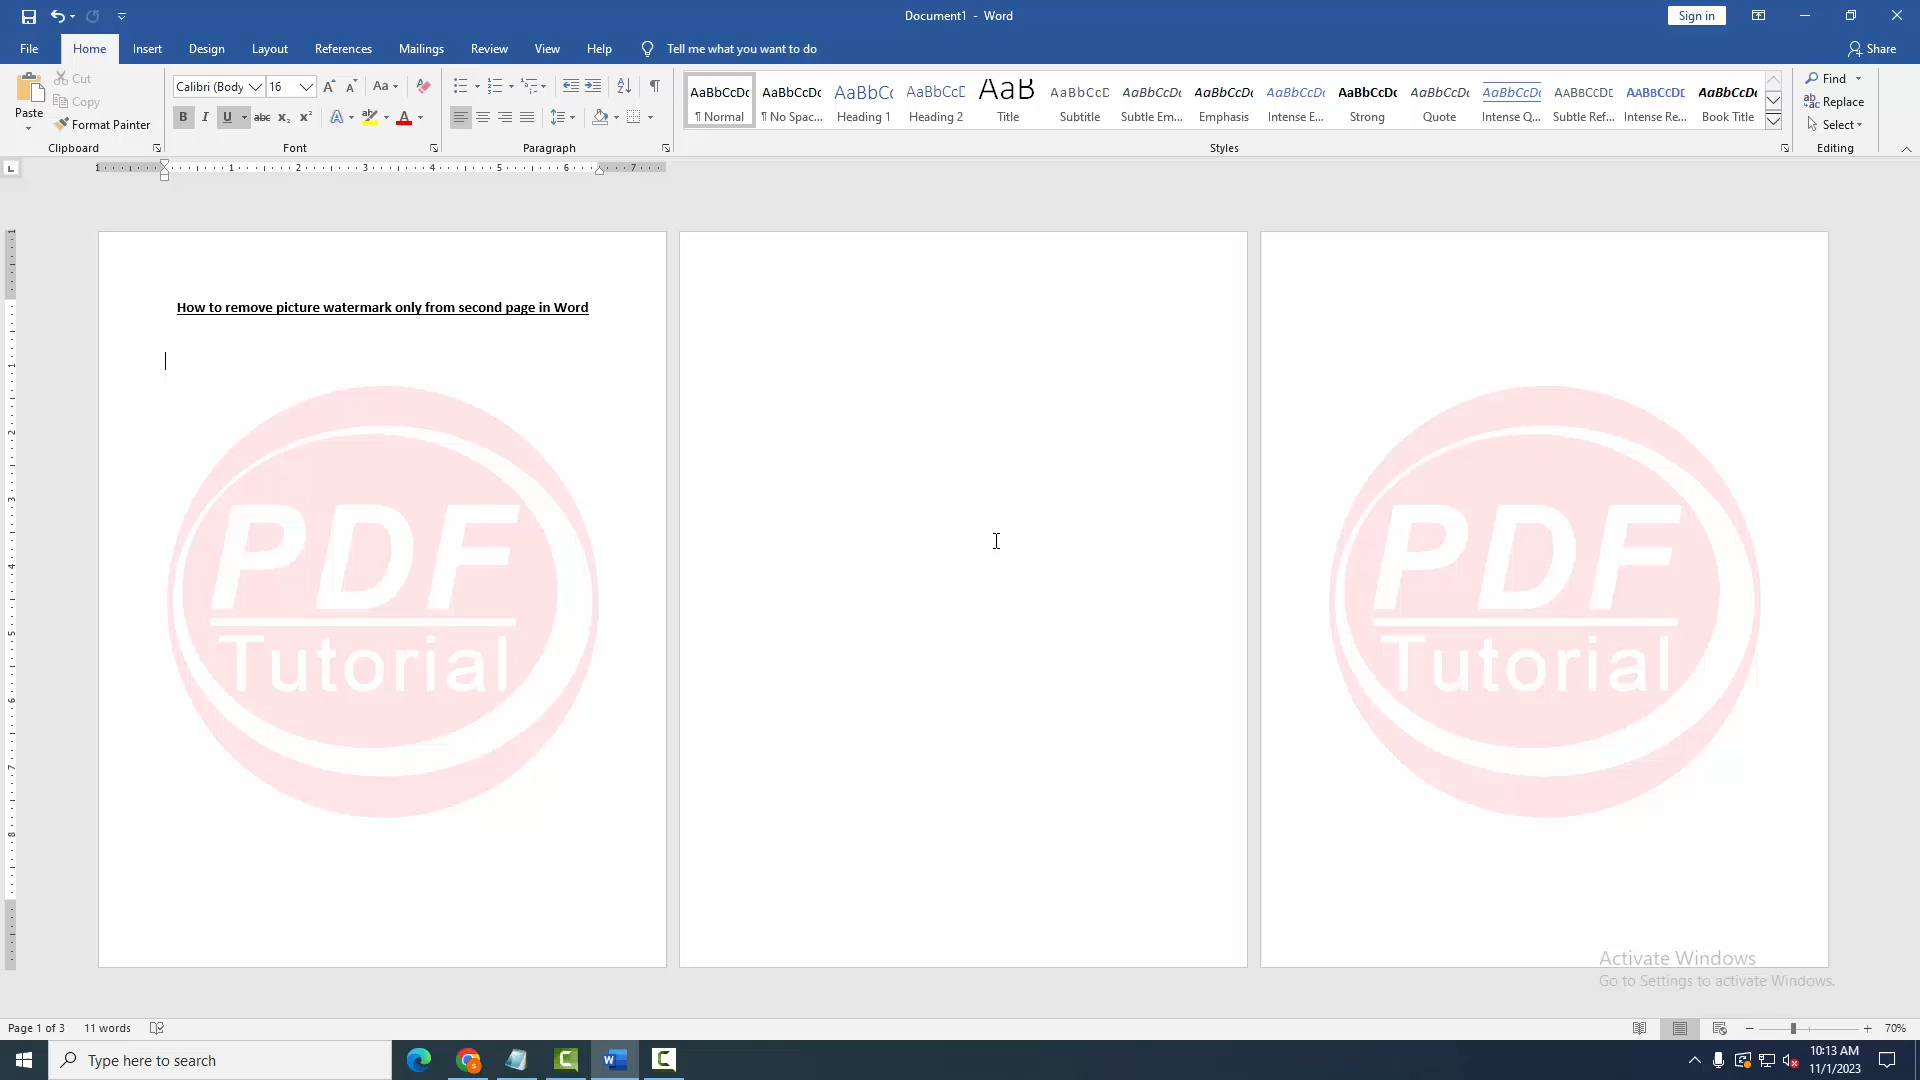 Document1 - Word
Sign in
File
Home
Insert
Design
Layout
References
Mailings
Review
View
Help
Tell me what you want to do
Share
Paste
Cut
Copy
Format Painter
Clipboard
Calibri (Body
16
Font
Paragraph
AaBbCcDc
¶ Normal
AaBbCcDc
¶ No Spac...
AaBbCc
Heading 1
AaBbCcD
Heading 2
AaB
Title
AaBbCcD
Subtitle
AaBbCcDc
Subtle Em...
AaBbCcDc
Emphasis
AaBbCcDc
Intense E...
AaBbCcDc
Strong
AaBbCcDc
Quote
AaBbCcDc
Intense Q...
AaBbCcDd
Subtle Ref...
AaBbCcDd
Intense Re...
AaBbCcDc
Book Title
Styles
Find
Replace
Select
Editing
How to remove picture watermark only from second page in Word
PDF
Tutorial
PDF
Tutorial
Activate Windows
Go to Settings to activate Windows.
Page 1 of 3
11 words
70%
Type here to search
10:13 AM
11/1/2023